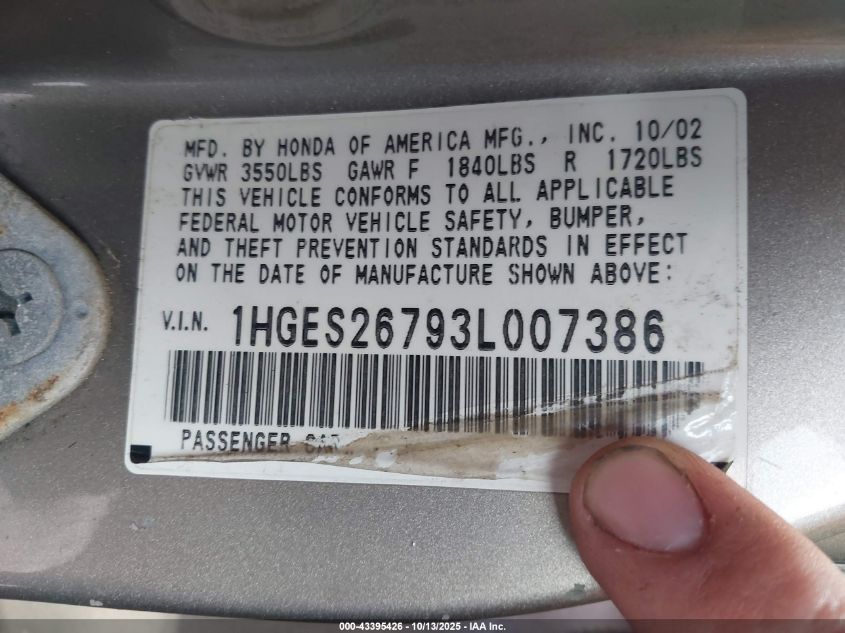 MFD. BY HONDA OF AMERICA MFG., INC. 10/02
GVWR 3550LBS GAWR F 1840LBS R 1720LBS
THIS VEHICLE CONFORMS TO ALL APPLICABLE
FEDERAL MOTOR VEHICLE SAFETY, BUMPER,
AND THEFT PREVENTION STANDARDS IN EFFECT
ON THE DATE OF MANUFACTURE SHOWN ABOVE:
V.I.N. 1HGES26793L007386
PASSENGER CAR
000-43395426 - 10/13/2025 - IAA Inc.